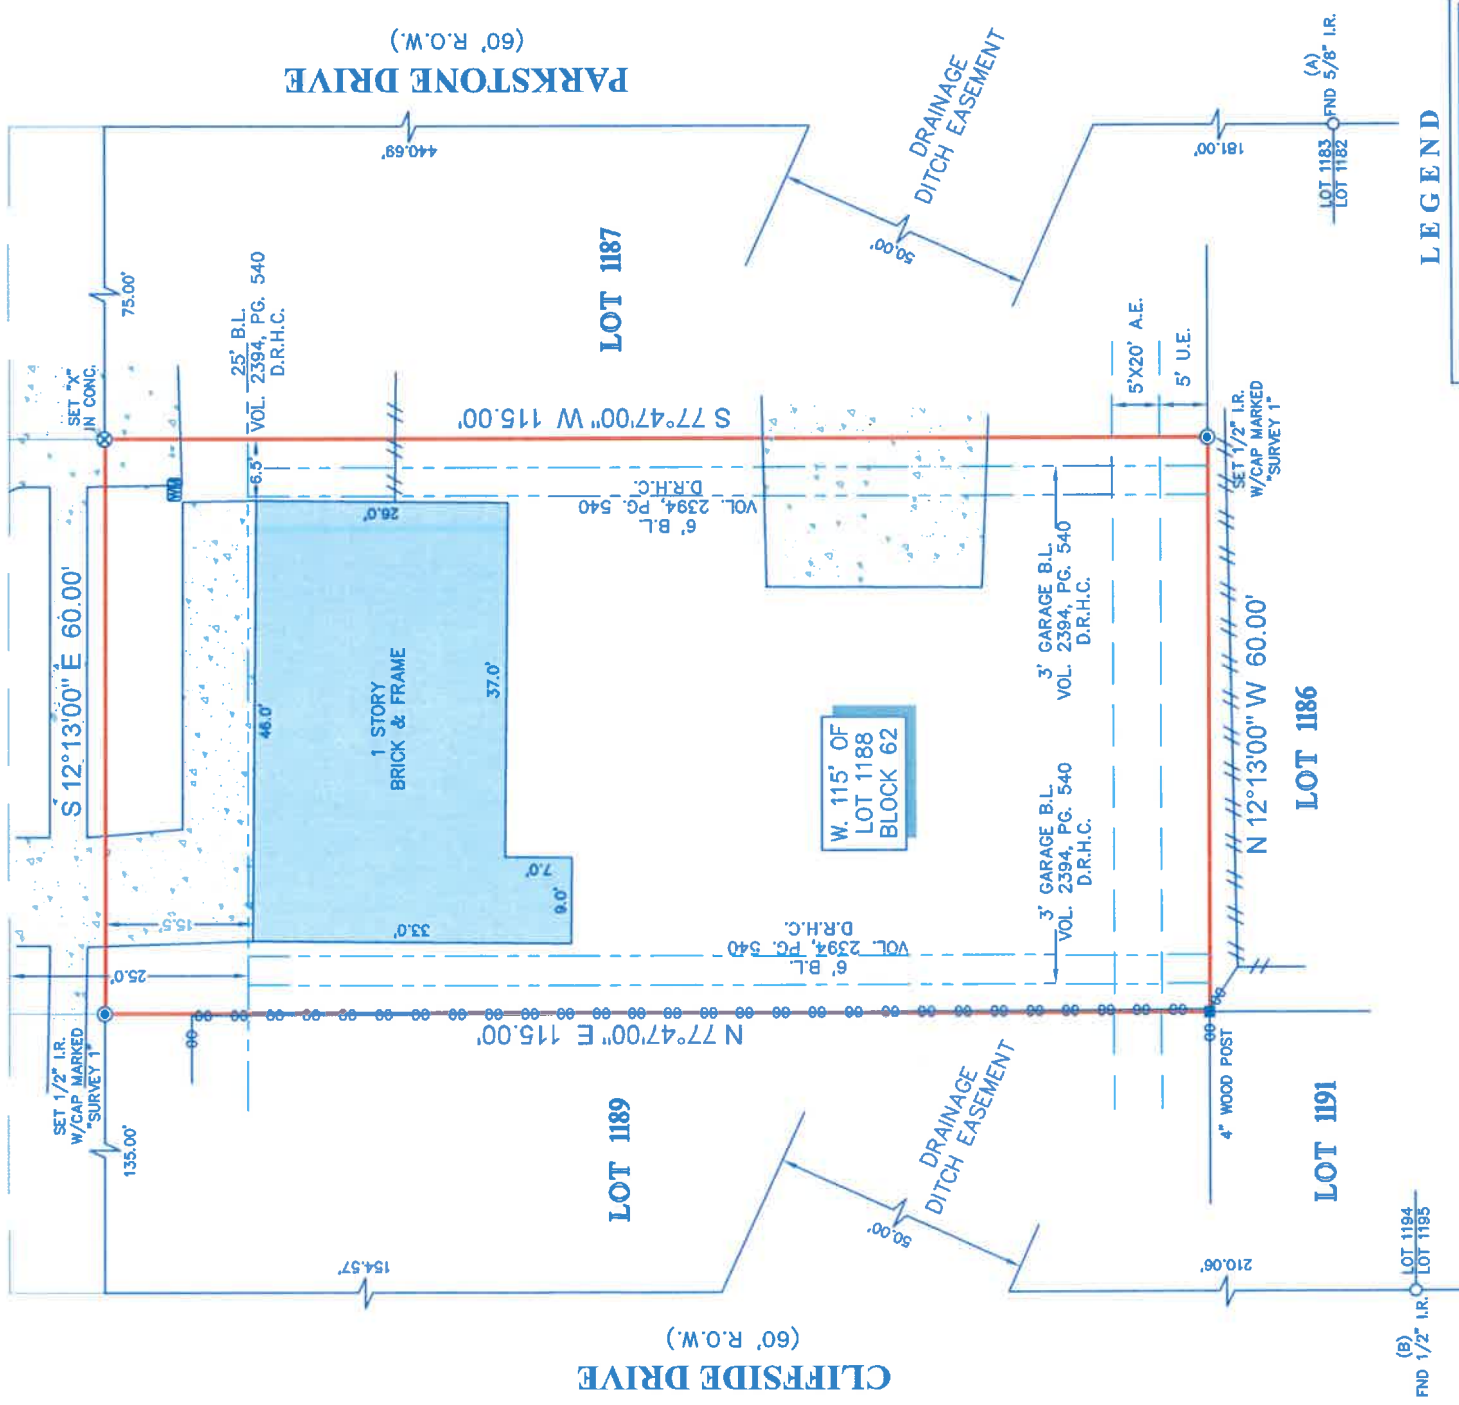 PARKSTONE DRIVE
(60' R.O.W.)
440.69'
75.00'
SET "X"
IN CONC.
25' B.L.
VOL. 2394, PG. 540
D.R.H.C.
LOT 1187
DRAINAGE
DITCH EASEMENT
50.00'
181.00'
(A)
FND 5/8" I.R.
LOT 1183
LOT 1182
LEGEND
S 77°47'00" W 115.00'
5'X20' A.E.
5' U.E.
SET 1/2" I.R.
W/CAP MARKED
"SURVEY 1"
S 12°13'00" E 60.00'
WM
6.5'
26.0'
6' B.L.
VOL. 2394, PG. 540
D.R.H.C.
46.0'
1 STORY
BRICK & FRAME
37.0'
7.0'
9.0'
33.0'
15.5'
25.0'
W. 115' OF
LOT 1188
BLOCK 62
3' GARAGE B.L.
VOL. 2394, PG. 540
D.R.H.C.
3' GARAGE B.L.
VOL. 2394, PG. 540
D.R.H.C.
N 12°13'00" W 60.00'
LOT 1186
6' B.L.
VOL. 2394, PG. 540
D.R.H.C.
N 77°47'00" E 115.00'
SET 1/2" I.R.
W/CAP MARKED
"SURVEY 1"
135.00'
LOT 1189
DRAINAGE
DITCH EASEMENT
50.00'
4" WOOD POST
LOT 1191
154.57'
210.06'
LOT 1194
LOT 1195
(B)
FND 1/2" I.R.
(60' R.O.W.)
CLIFFSIDE DRIVE